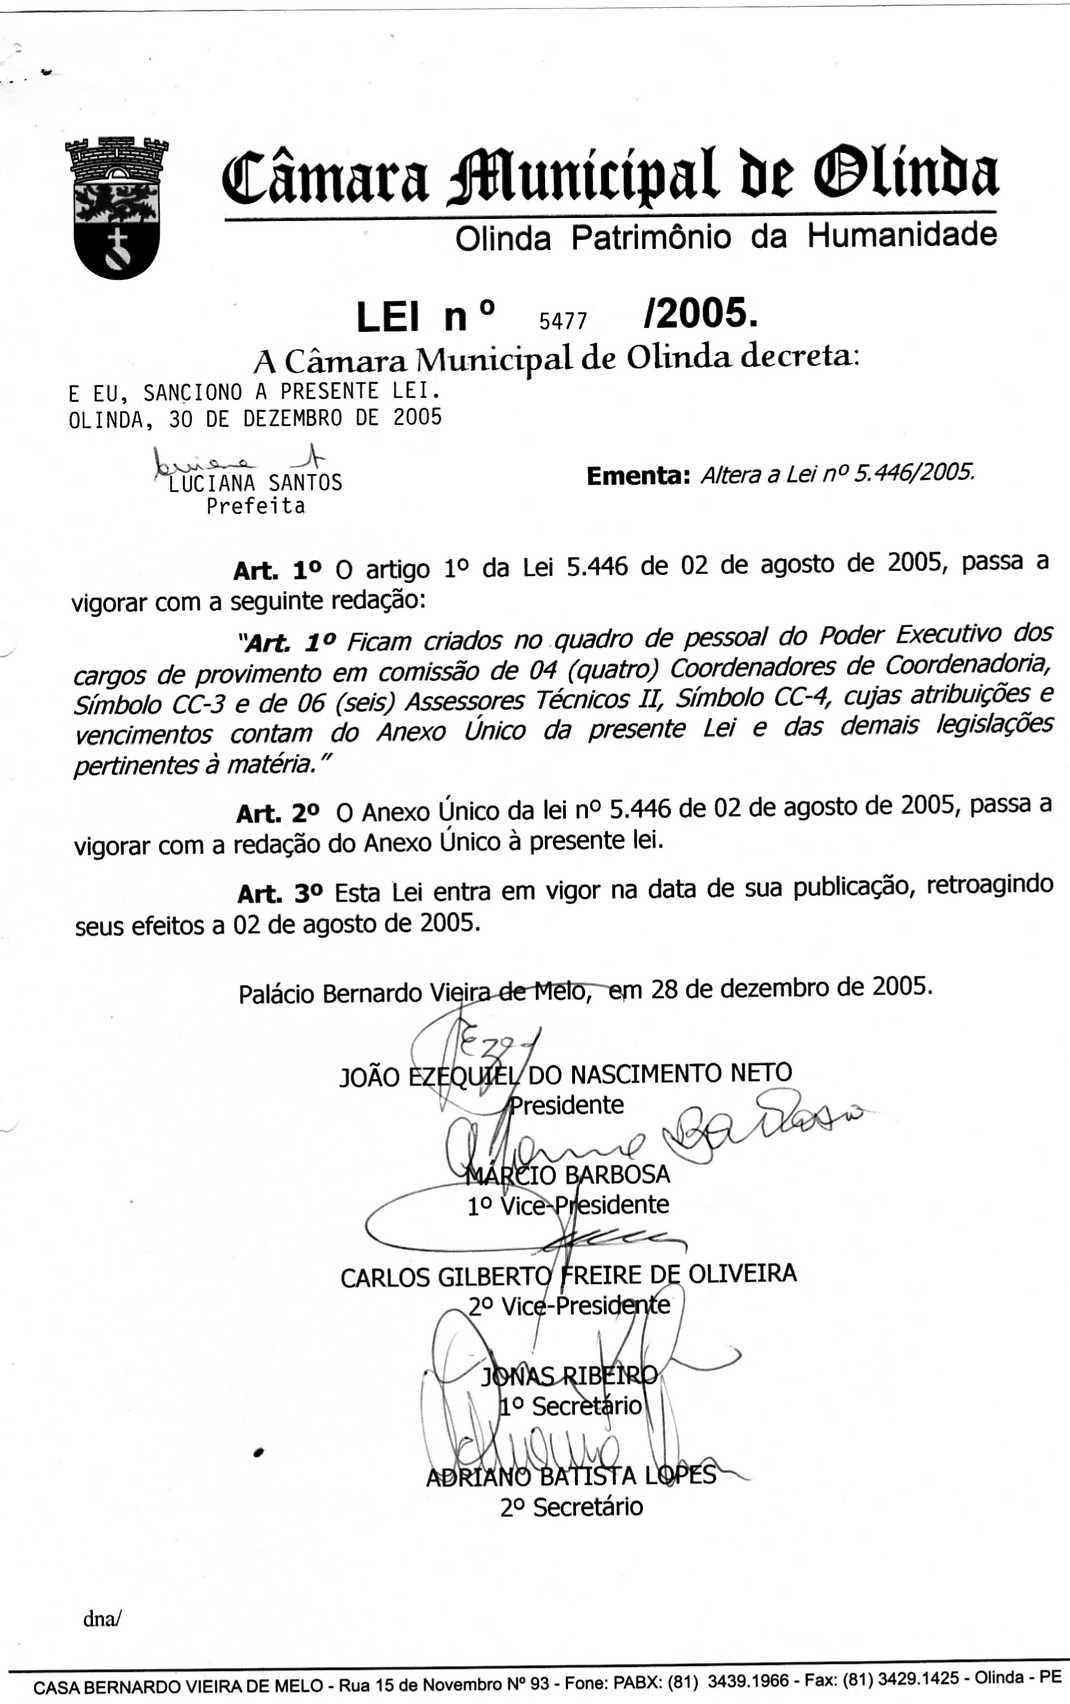 Câmara Municipal de Olinda
Olinda Patrimônio da Humanidade
LEI nº 5477 /2005.
A Câmara Municipal de Olinda decreta:
E EU, SANCIONO A PRESENTE LEI.
OLINDA, 30 DE DEZEMBRO DE 2005
LUCIANA SANTOS
Prefeita
Ementa: Altera a Lei nº 5.446/2005.
Art. 1º O artigo 1º da Lei 5.446 de 02 de agosto de 2005, passa a
vigorar com a seguinte redação:
"Art. 1º Ficam criados no quadro de pessoal do Poder Executivo dos
cargos de provimento em comissão de 04 (quatro) Coordenadores de Coordenadoria,
Símbolo CC-3 e de 06 (seis) Assessores Técnicos II, Símbolo CC-4, cujas atribuições e
vencimentos contam do Anexo Único da presente Lei e das demais legislações
pertinentes à matéria."
Art. 2º O Anexo Único da lei nº 5.446 de 02 de agosto de 2005, passa a
vigorar com a redação do Anexo Único à presente lei.
Art. 3º Esta Lei entra em vigor na data de sua publicação, retroagindo
seus efeitos a 02 de agosto de 2005.
Palácio Bernardo Vieira de Melo, em 28 de dezembro de 2005.
JOÃO EZEQUIEL DO NASCIMENTO NETO
Presidente
MÁRCIO BARBOSA
1º Vice-Presidente
CARLOS GILBERTO FREIRE DE OLIVEIRA
2º Vice-Presidente
JONAS RIBEIRO
1º Secretário
ADRIANO BATISTA LOPES
2º Secretário
dna/
CASA BERNARDO VIEIRA DE MELO - Rua 15 de Novembro Nº 93 - Fone: PABX: (81) 3439.1966 - Fax: (81) 3429.1425 - Olinda - PE